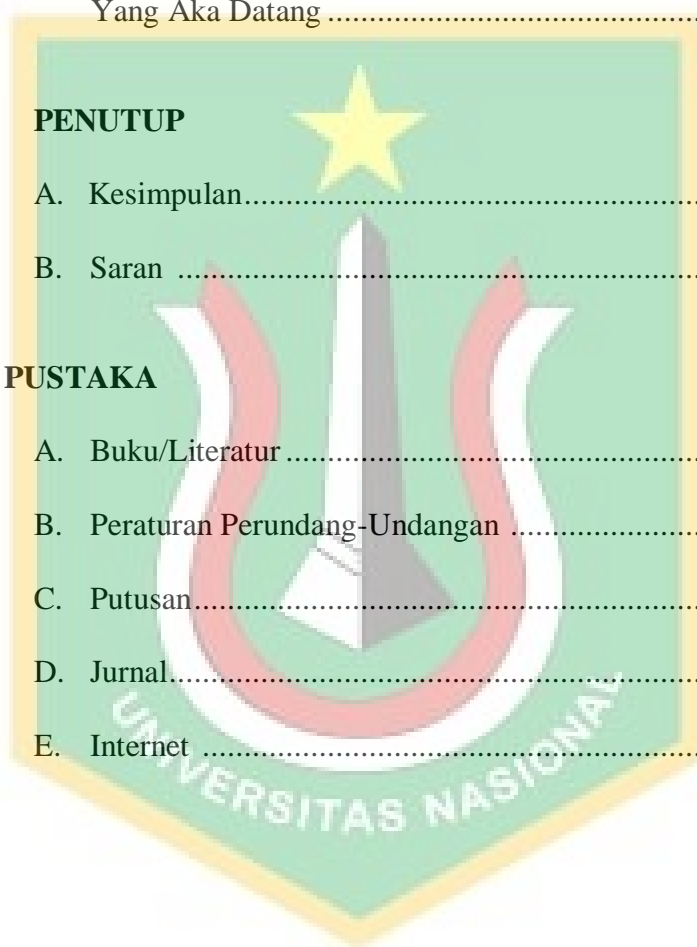 Yang Aka Datang ................................................
PENUTUP
A. Kesimpulan.........................................................
B. Saran .................................................................
PUSTAKA
A. Buku/Literatur ...................................................
B. Peraturan Perundang-Undangan .......................
C. Putusan...............................................................
D. Jurnal..................................................................
E. Internet ..............................................................
UNIVERSITAS NASIONAL